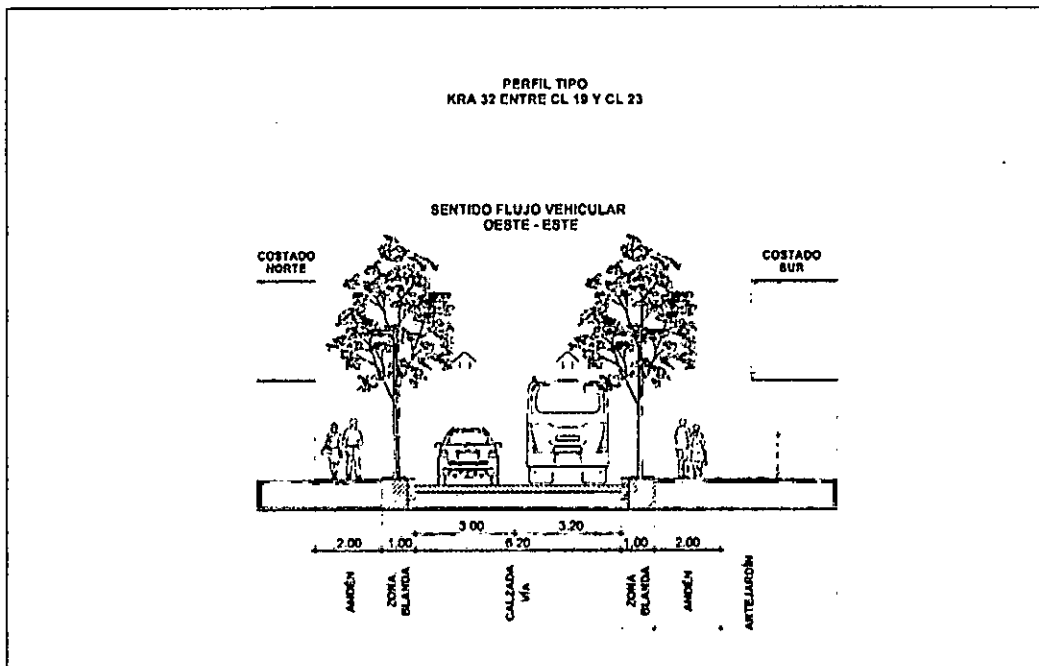 PERFIL TIPO
KRA 32 ENTRE CL 19 Y CL 23
SENTIDO FLUJO VEHICULAR
OESTE - ESTE
COSTADO
NORTE
COSTADO
SUR
3.00 3.20
2.00 1.00 6.20 1.00 2.00
ANDÉN
ZONA
BLANDA
CALZADA
VÍA
ZONA
BLANDA
ANDÉN
ANTEJARDÍN